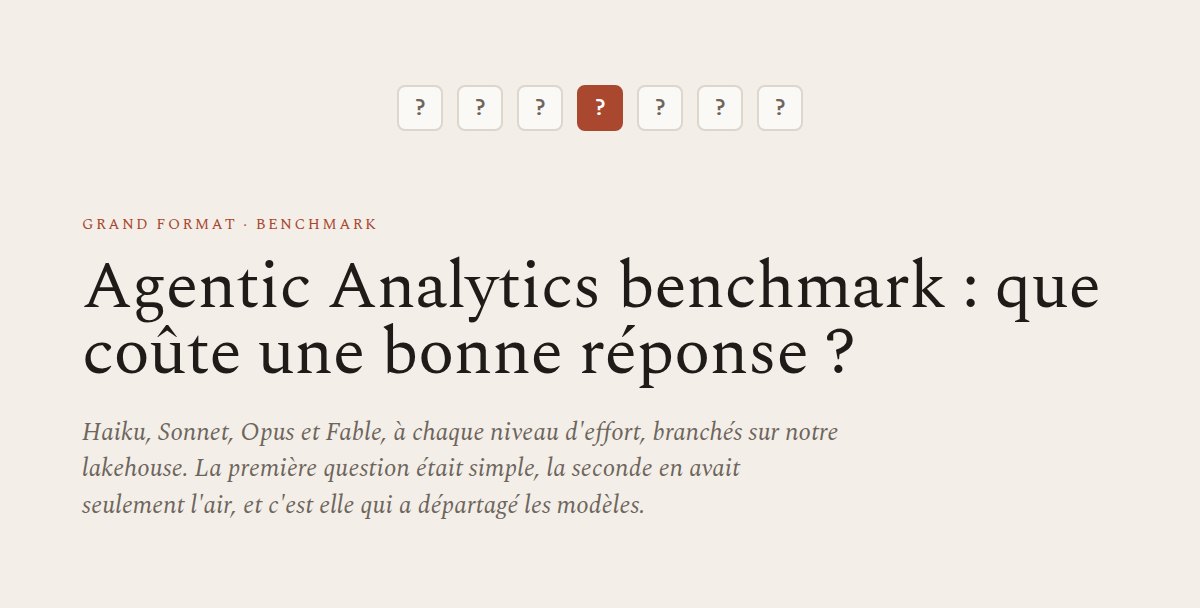 ? ? ? ? ? ? ?
GRAND FORMAT · BENCHMARK
Agentic Analytics benchmark : que
coûte une bonne réponse ?
Haiku, Sonnet, Opus et Fable, à chaque niveau d'effort, branchés sur notre
lakehouse. La première question était simple, la seconde en avait
seulement l'air, et c'est elle qui a départagé les modèles.